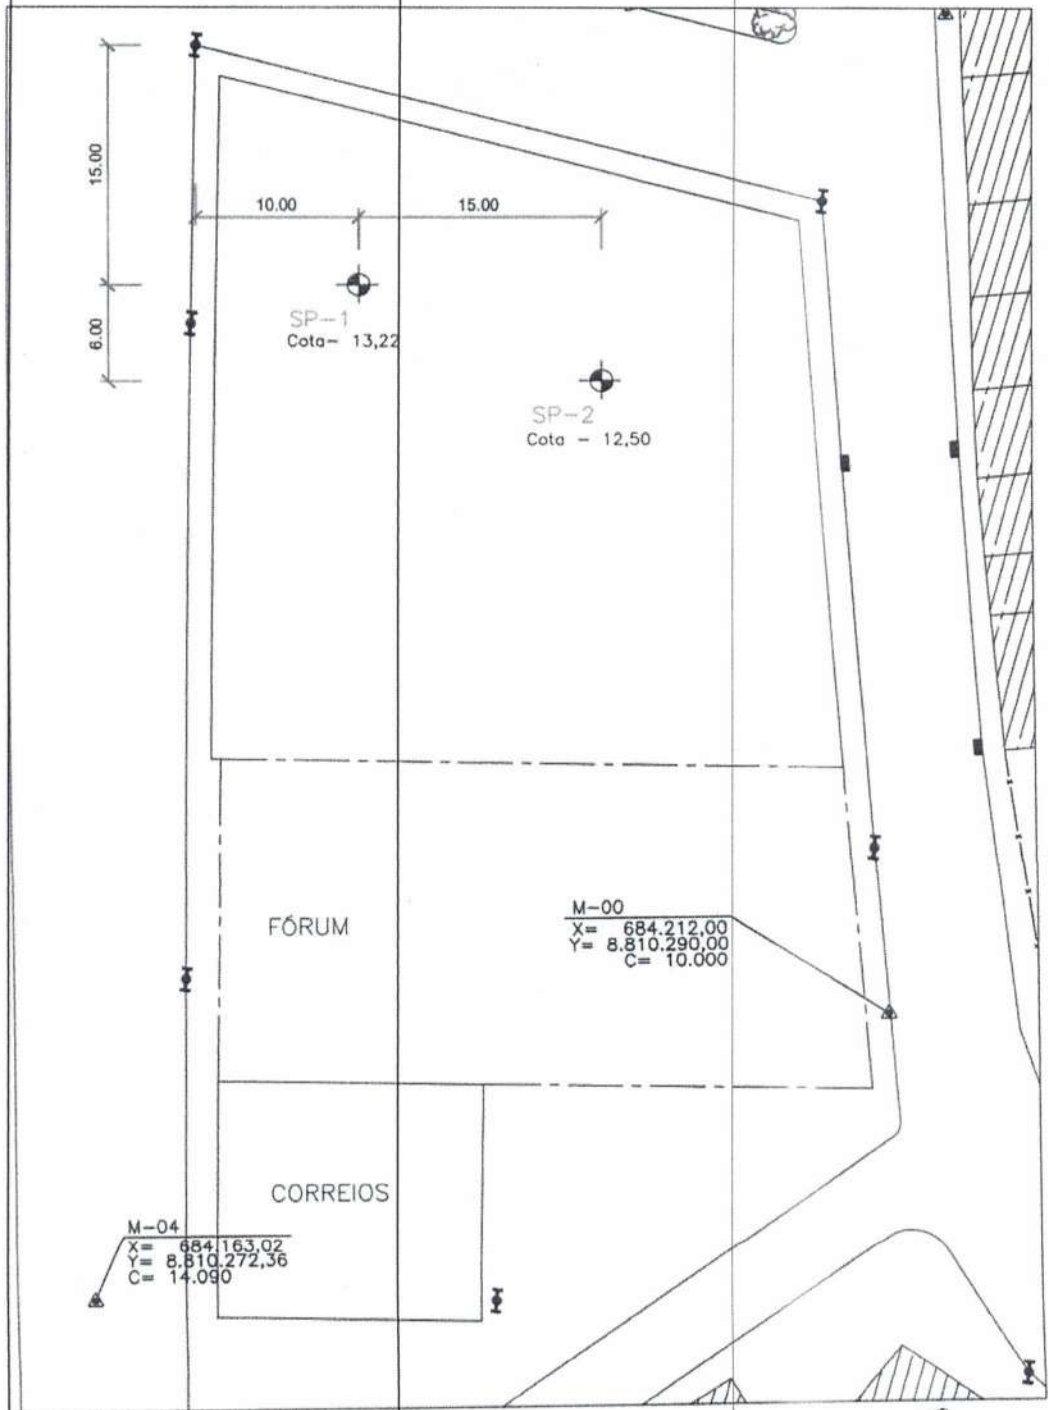 15.00
10.00
15.00
6.00
SP-1
Cota- 13,22
SP-2
Cota - 12,50
FÓRUM
M-00
X= 684.212,00
Y= 8.810.290,00
C= 10.000
CORREIOS
M-04
X= 684.163,02
Y= 8.810.272,36
C= 14.090